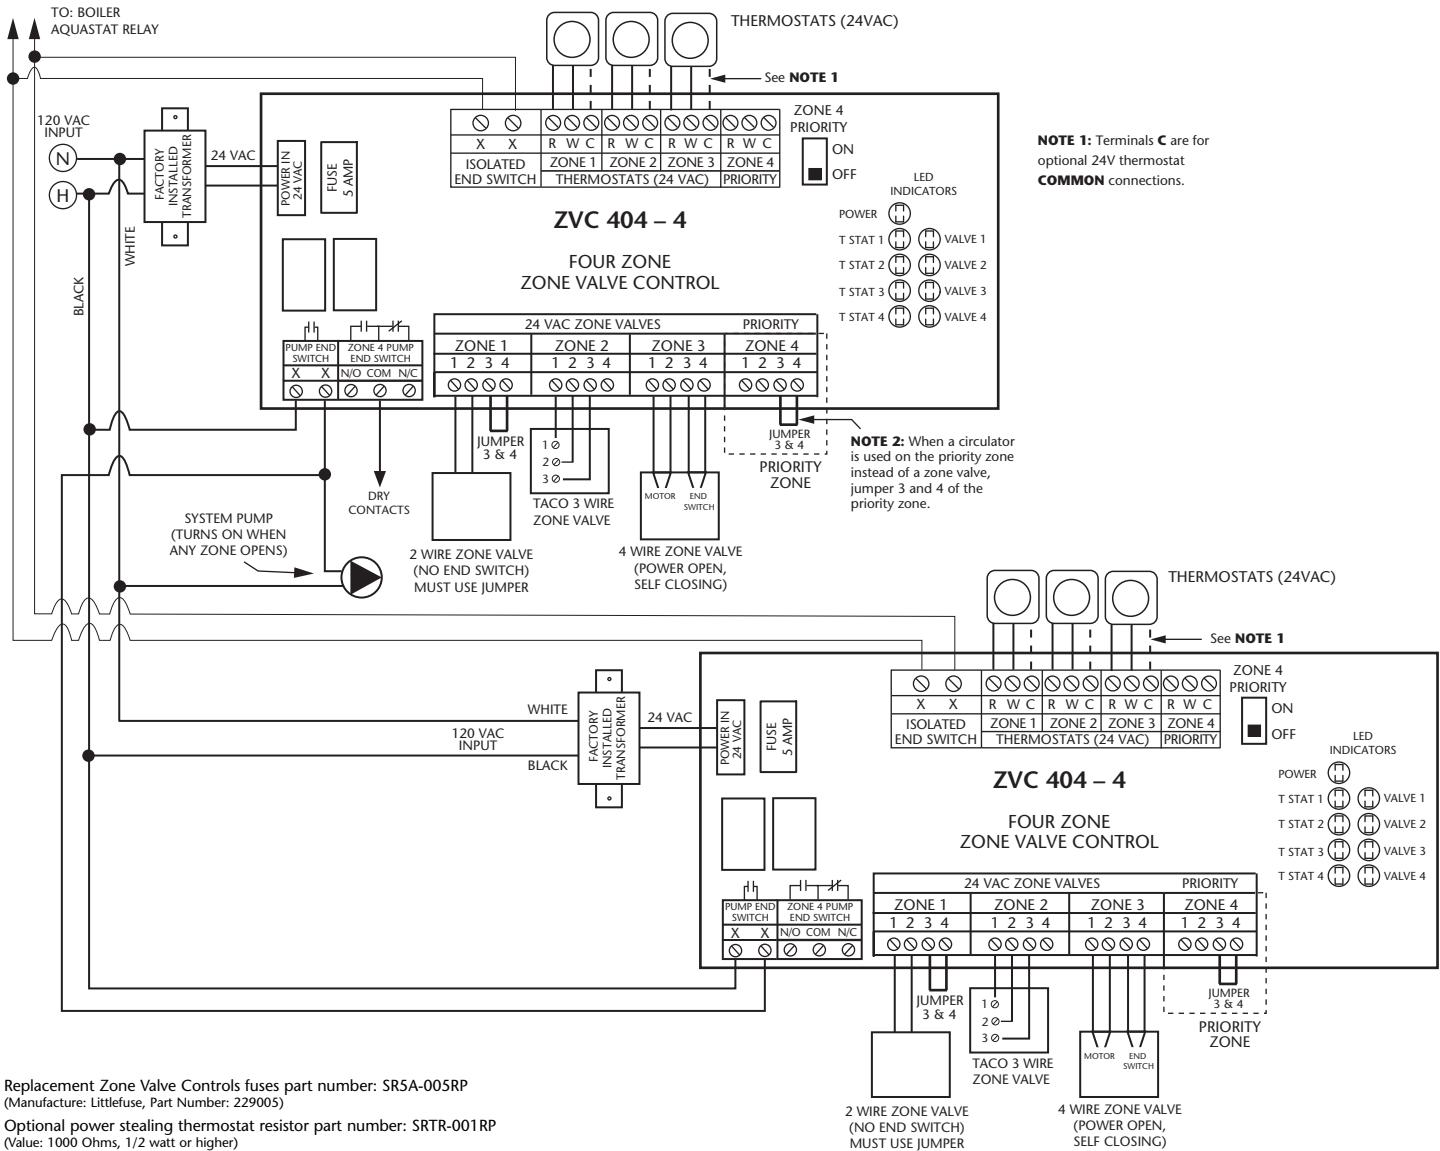 TO: BOILER
AQUASTAT RELAY
THERMOSTATS (24VAC)
See NOTE 1
120 VAC
INPUT
N
H
FACTORY
INSTALLED
TRANSFORMER
24 VAC
POWER IN
24 VAC
FUSE
5 AMP
WHITE
BLACK
X X R W C R W C R W C R W C
ISOLATED
END SWITCH
ZONE 1 ZONE 2 ZONE 3 ZONE 4
THERMOSTATS (24 VAC) PRIORITY
ZONE 4
PRIORITY
ON
OFF
NOTE 1: Terminals C are for
optional 24V thermostat
COMMON connections.
LED
INDICATORS
POWER
T STAT 1 VALVE 1
T STAT 2 VALVE 2
T STAT 3 VALVE 3
T STAT 4 VALVE 4
ZVC 404 – 4
FOUR ZONE
ZONE VALVE CONTROL
PUMP END
SWITCH
X X
ZONE 4 PUMP
END SWITCH
N/O COM N/C
24 VAC ZONE VALVES PRIORITY
ZONE 1 ZONE 2 ZONE 3 ZONE 4
1 2 3 4 1 2 3 4 1 2 3 4 1 2 3 4
JUMPER
3 & 4
1
2
3
TACO 3 WIRE
ZONE VALVE
MOTOR
END
SWITCH
JUMPER
3 & 4
PRIORITY
ZONE
NOTE 2: When a circulator
is used on the priority zone
instead of a zone valve,
jumper 3 and 4 of the
priority zone.
DRY
CONTACTS
SYSTEM PUMP
(TURNS ON WHEN
ANY ZONE OPENS)
2 WIRE ZONE VALVE
(NO END SWITCH)
MUST USE JUMPER
4 WIRE ZONE VALVE
(POWER OPEN,
SELF CLOSING)
THERMOSTATS (24VAC)
See NOTE 1
WHITE
120 VAC
INPUT
BLACK
FACTORY
INSTALLED
TRANSFORMER
24 VAC
POWER IN
24 VAC
FUSE
5 AMP
X X R W C R W C R W C R W C
ISOLATED
END SWITCH
ZONE 1 ZONE 2 ZONE 3 ZONE 4
THERMOSTATS (24 VAC) PRIORITY
ZONE 4
PRIORITY
ON
OFF
LED
INDICATORS
POWER
T STAT 1 VALVE 1
T STAT 2 VALVE 2
T STAT 3 VALVE 3
T STAT 4 VALVE 4
ZVC 404 – 4
FOUR ZONE
ZONE VALVE CONTROL
PUMP END
SWITCH
X X
ZONE 4 PUMP
END SWITCH
N/O COM N/C
24 VAC ZONE VALVES PRIORITY
ZONE 1 ZONE 2 ZONE 3 ZONE 4
1 2 3 4 1 2 3 4 1 2 3 4 1 2 3 4
JUMPER
3 & 4
1
2
3
TACO 3 WIRE
ZONE VALVE
MOTOR
END
SWITCH
JUMPER
3 & 4
PRIORITY
ZONE
2 WIRE ZONE VALVE
(NO END SWITCH)
MUST USE JUMPER
4 WIRE ZONE VALVE
(POWER OPEN,
SELF CLOSING)
Replacement Zone Valve Controls fuses part number: SR5A-005RP
(Manufacture: Littlefuse, Part Number: 229005)
Optional power stealing thermostat resistor part number: SRTR-001RP
(Value: 1000 Ohms, 1/2 watt or higher)